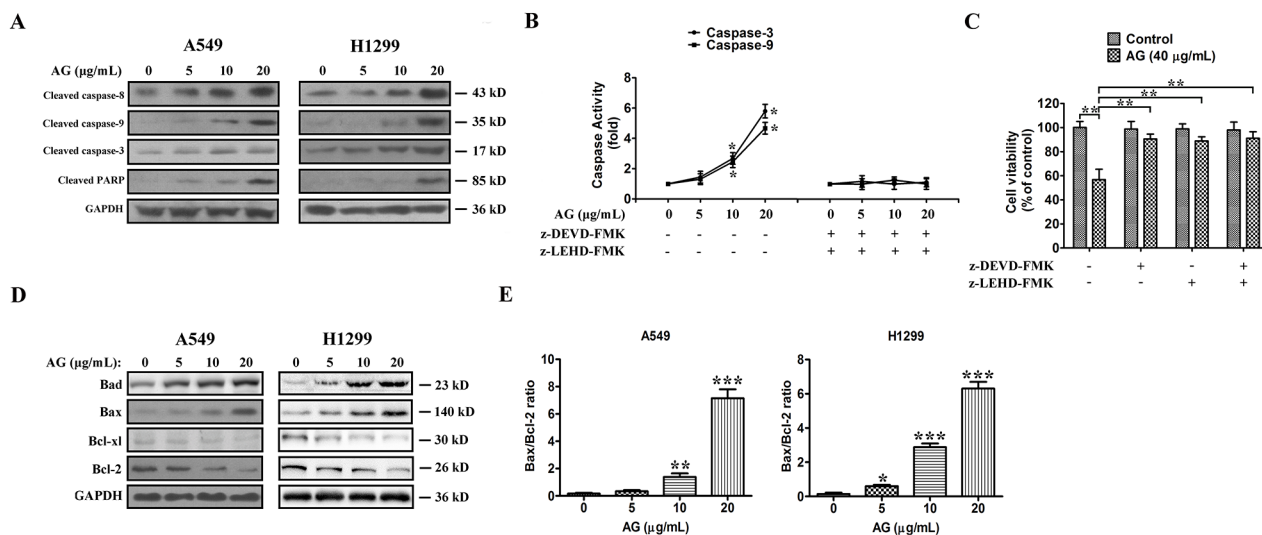 A
A549
H1299
AG (µg/mL)
0 5 10 20
0 5 10 20
Cleaved caspase-8
43 kD
Cleaved caspase-9
35 kD
Cleaved caspase-3
17 kD
Cleaved PARP
85 kD
GAPDH
36 kD
B
Caspase-3
Caspase-9
Caspase Activity
(fold)
8
6
4
2
0
* *
* *
AG (µg/mL) 0 5 10 20 0 5 10 20
z-DEVD-FMK - - - - + + + +
z-LEHD-FMK - - - - + + + +
C
Control
AG (40 µg/mL)
**
**
**
**
Cell vitability
(% of control)
120
100
80
60
40
20
0
z-DEVD-FMK - + - +
z-LEHD-FMK - - + +
D
A549
H1299
AG (µg/mL): 0 5 10 20 0 5 10 20
Bad
23 kD
Bax
140 kD
Bcl-xl
30 kD
Bcl-2
26 kD
GAPDH
36 kD
E
A549
Bax/Bcl-2 ratio
10
8
6
4
2
0
**
***
0 5 10 20
AG (µg/mL)
H1299
Bax/Bcl-2 ratio
8
6
4
2
0
*
***
***
0 5 10 20
AG (µg/mL)